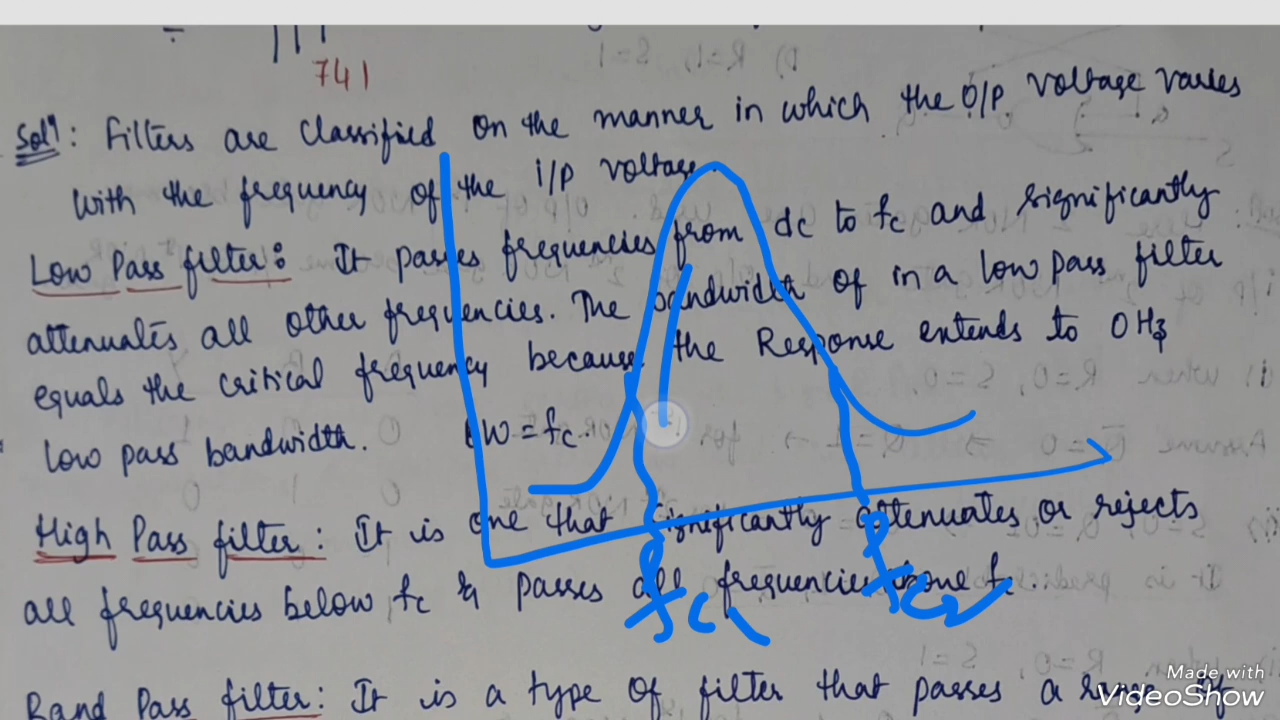 741
Solⁿ: Filters are classified on the manner in which the O/P voltage varies
with the frequency of the i/p voltage
Low Pass filter: It passes frequencies from dc to fc and significantly
attenuates all other frequencies. The bandwidth of in a low pass filter
equals the critical frequency because the Response extends to 0Hz
low pass bandwidth. BW = fc.
High Pass filter: It is one that significantly attenuates or rejects
all frequencies below fc & passes all frequencies above fc.
fc1 fc2
Band Pass filter: It is a type of filter that passes a range of
Made with
VideoShow